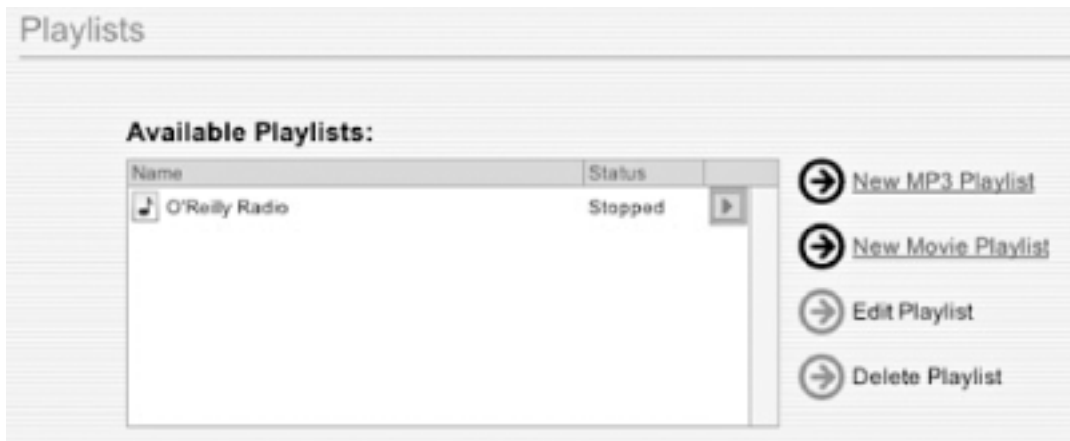 Playlists
Available Playlists:
Name Status
O'Reilly Radio Stopped
New MP3 Playlist
New Movie Playlist
Edit Playlist
Delete Playlist